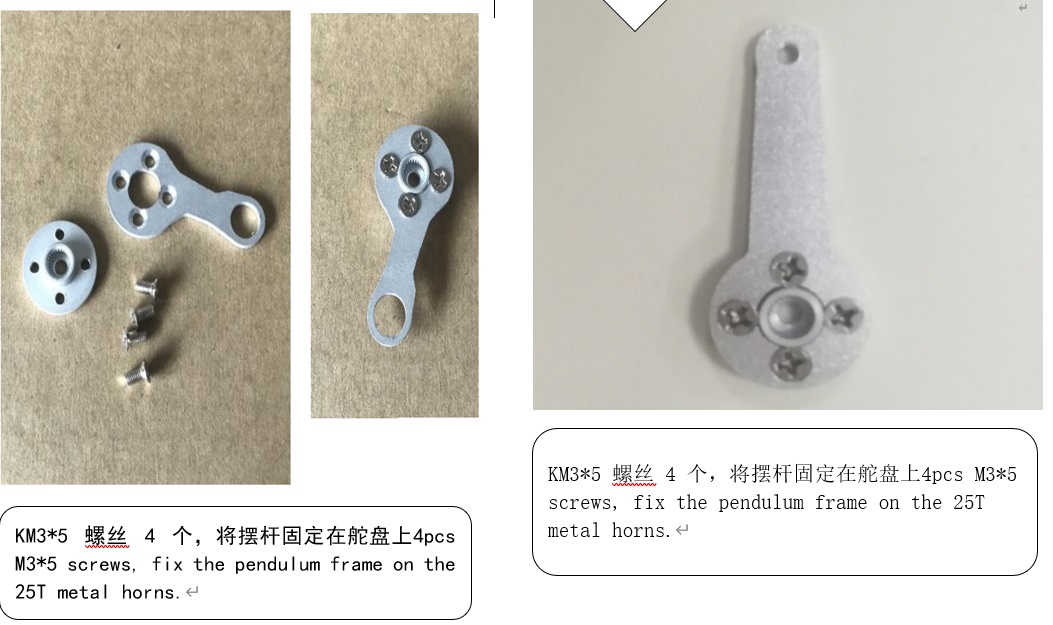 KM3*5 螺丝 4 个，将摆杆固定在舵盘上4pcs
M3*5 screws, fix the pendulum frame on the
25T metal horns.
KM3*5 螺丝 4 个，将摆杆固定在舵盘上4pcs M3*5
screws, fix the pendulum frame on the 25T
metal horns.